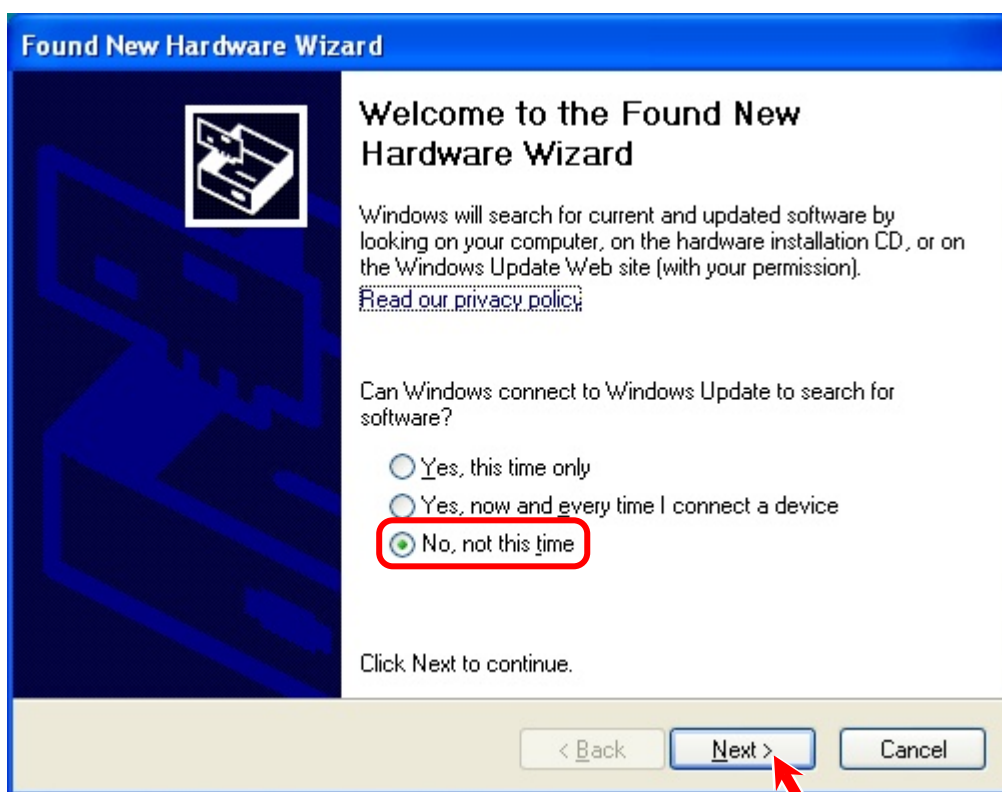 Found New Hardware Wizard
Welcome to the Found New
Hardware Wizard
Windows will search for current and updated software by
looking on your computer, on the hardware installation CD, or on
the Windows Update Web site (with your permission).
Read our privacy policy
Can Windows connect to Windows Update to search for
software?
Yes, this time only
Yes, now and every time I connect a device
No, not this time
Click Next to continue.
< Back Next > Cancel